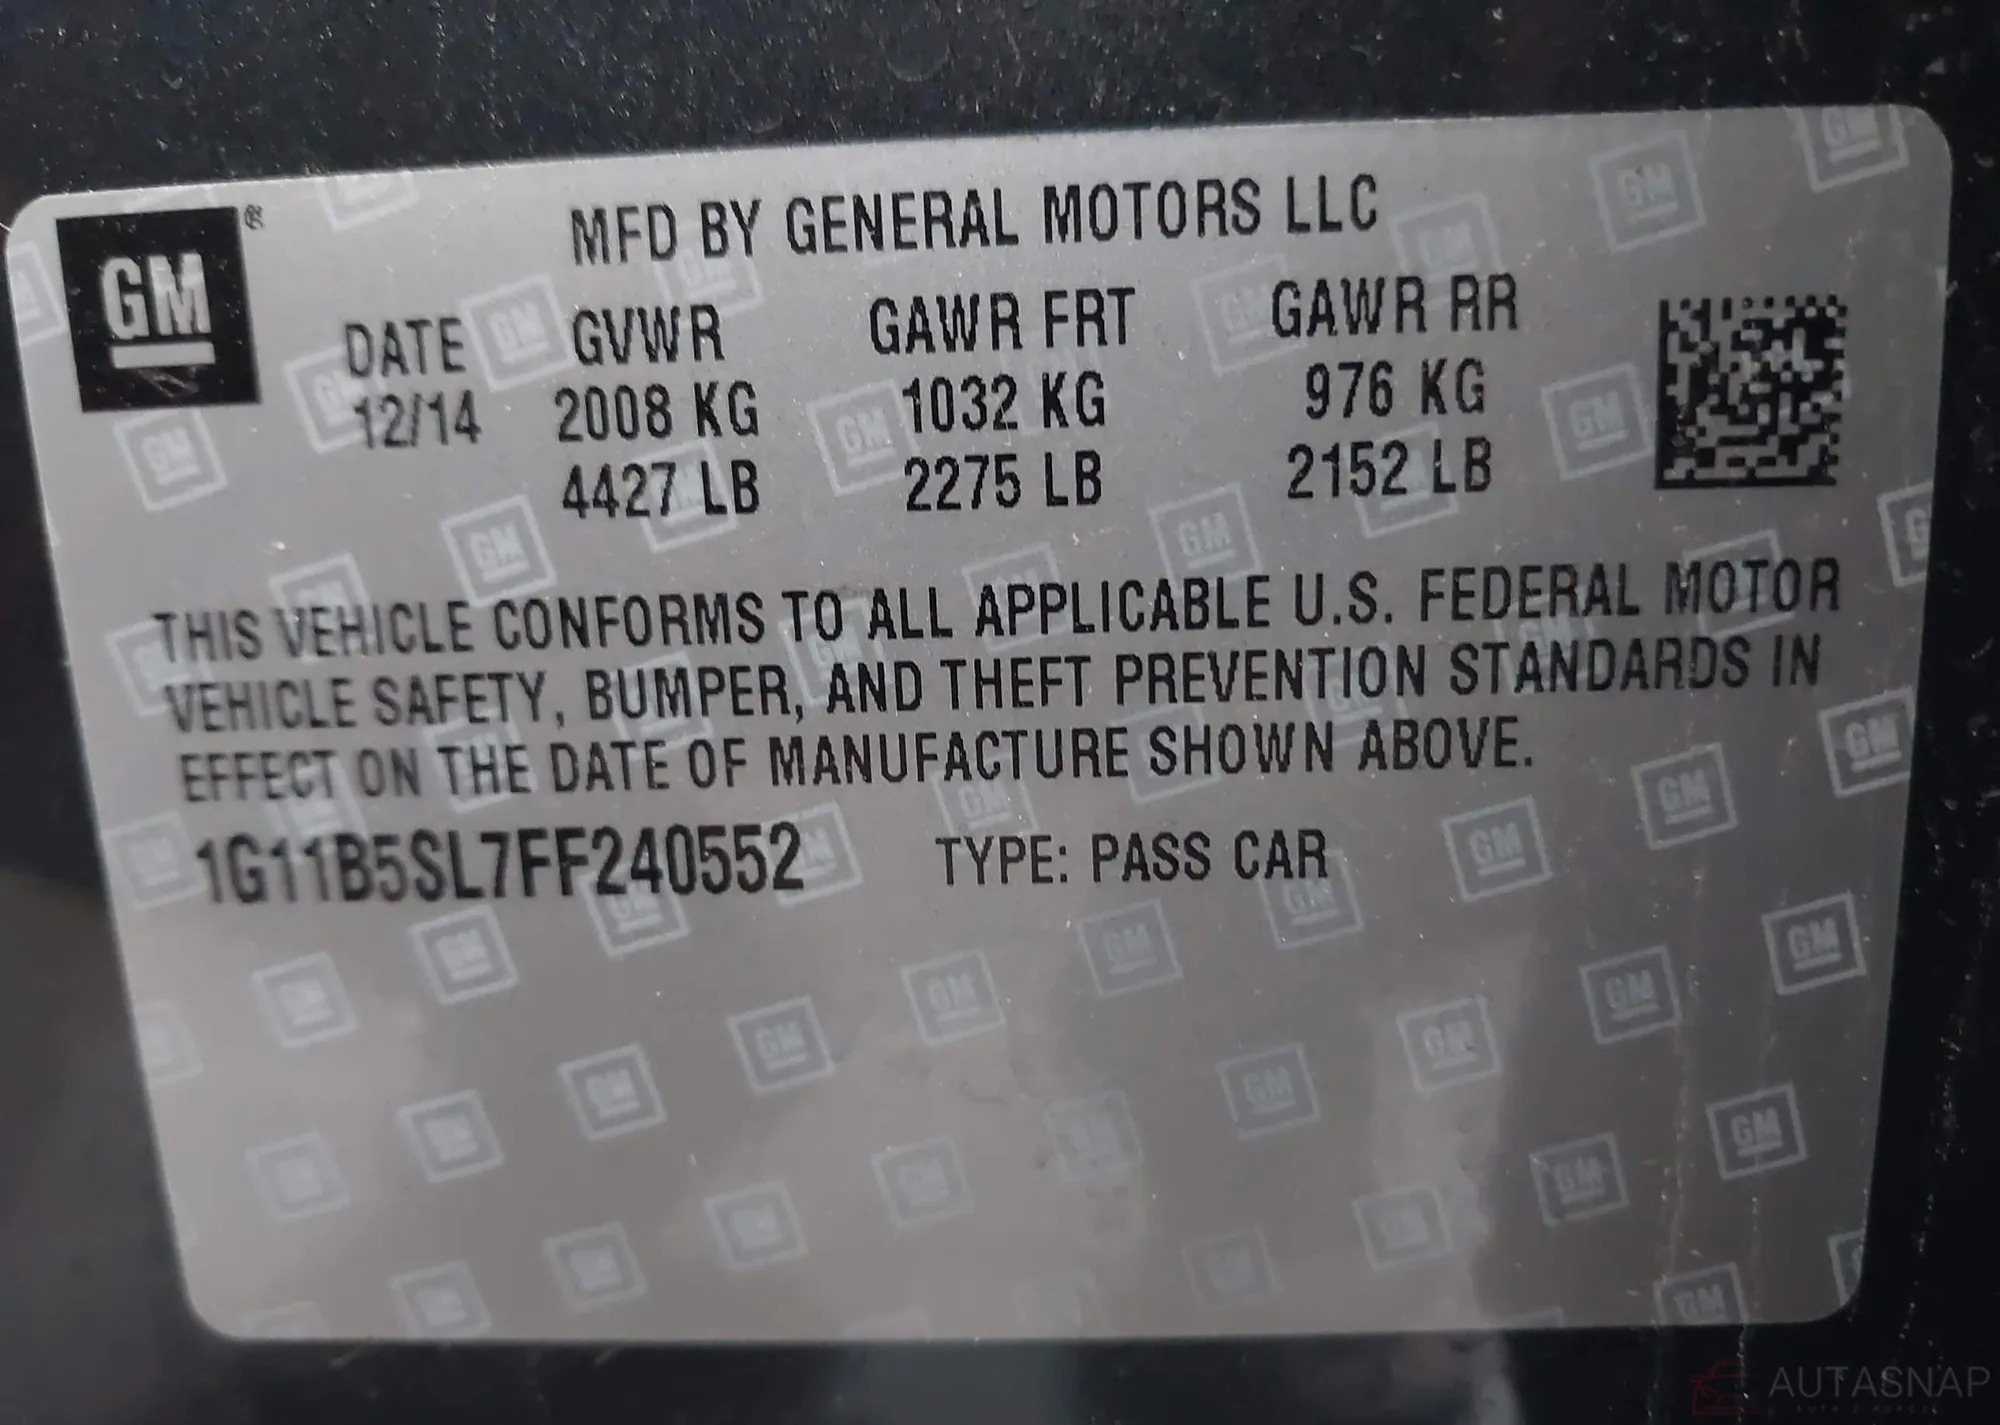 GM®
MFD BY GENERAL MOTORS LLC
DATE GVWR GAWR FRT GAWR RR
12/14 2008 KG 1032 KG 976 KG
4427 LB 2275 LB 2152 LB
THIS VEHICLE CONFORMS TO ALL APPLICABLE U.S. FEDERAL MOTOR
VEHICLE SAFETY, BUMPER, AND THEFT PREVENTION STANDARDS IN
EFFECT ON THE DATE OF MANUFACTURE SHOWN ABOVE.
1G11B5SL7FF240552 TYPE: PASS CAR
AUTASNAP